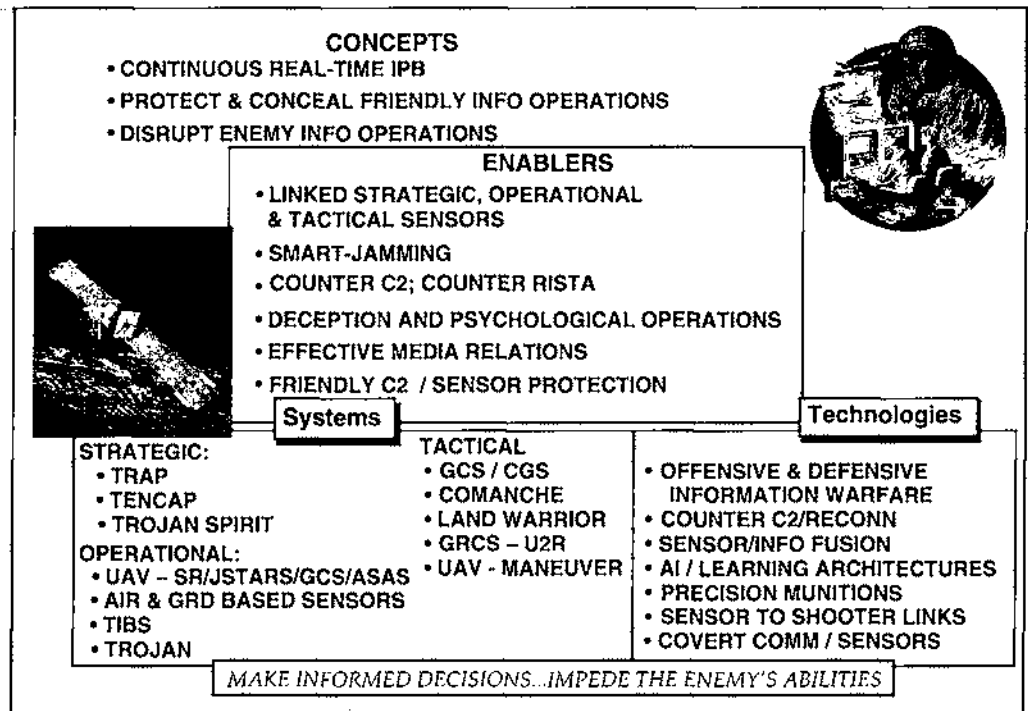 CONCEPTS
• CONTINUOUS REAL-TIME IPB
• PROTECT & CONCEAL FRIENDLY INFO OPERATIONS
• DISRUPT ENEMY INFO OPERATIONS
ENABLERS
• LINKED STRATEGIC, OPERATIONAL
& TACTICAL SENSORS
• SMART-JAMMING
• COUNTER C2; COUNTER RISTA
• DECEPTION AND PSYCHOLOGICAL OPERATIONS
• EFFECTIVE MEDIA RELATIONS
• FRIENDLY C2 / SENSOR PROTECTION
Systems
STRATEGIC:
• TRAP
• TENCAP
• TROJAN SPIRIT
OPERATIONAL:
• UAV – SR/JSTARS/GCS/ASAS
• AIR & GRD BASED SENSORS
• TIBS
• TROJAN
TACTICAL
• GCS / CGS
• COMANCHE
• LAND WARRIOR
• GRCS – U2R
• UAV - MANEUVER
Technologies
• OFFENSIVE & DEFENSIVE
INFORMATION WARFARE
• COUNTER C2/RECONN
• SENSOR/INFO FUSION
• AI / LEARNING ARCHITECTURES
• PRECISION MUNITIONS
• SENSOR TO SHOOTER LINKS
• COVERT COMM / SENSORS
MAKE INFORMED DECISIONS...IMPEDE THE ENEMY'S ABILITIES